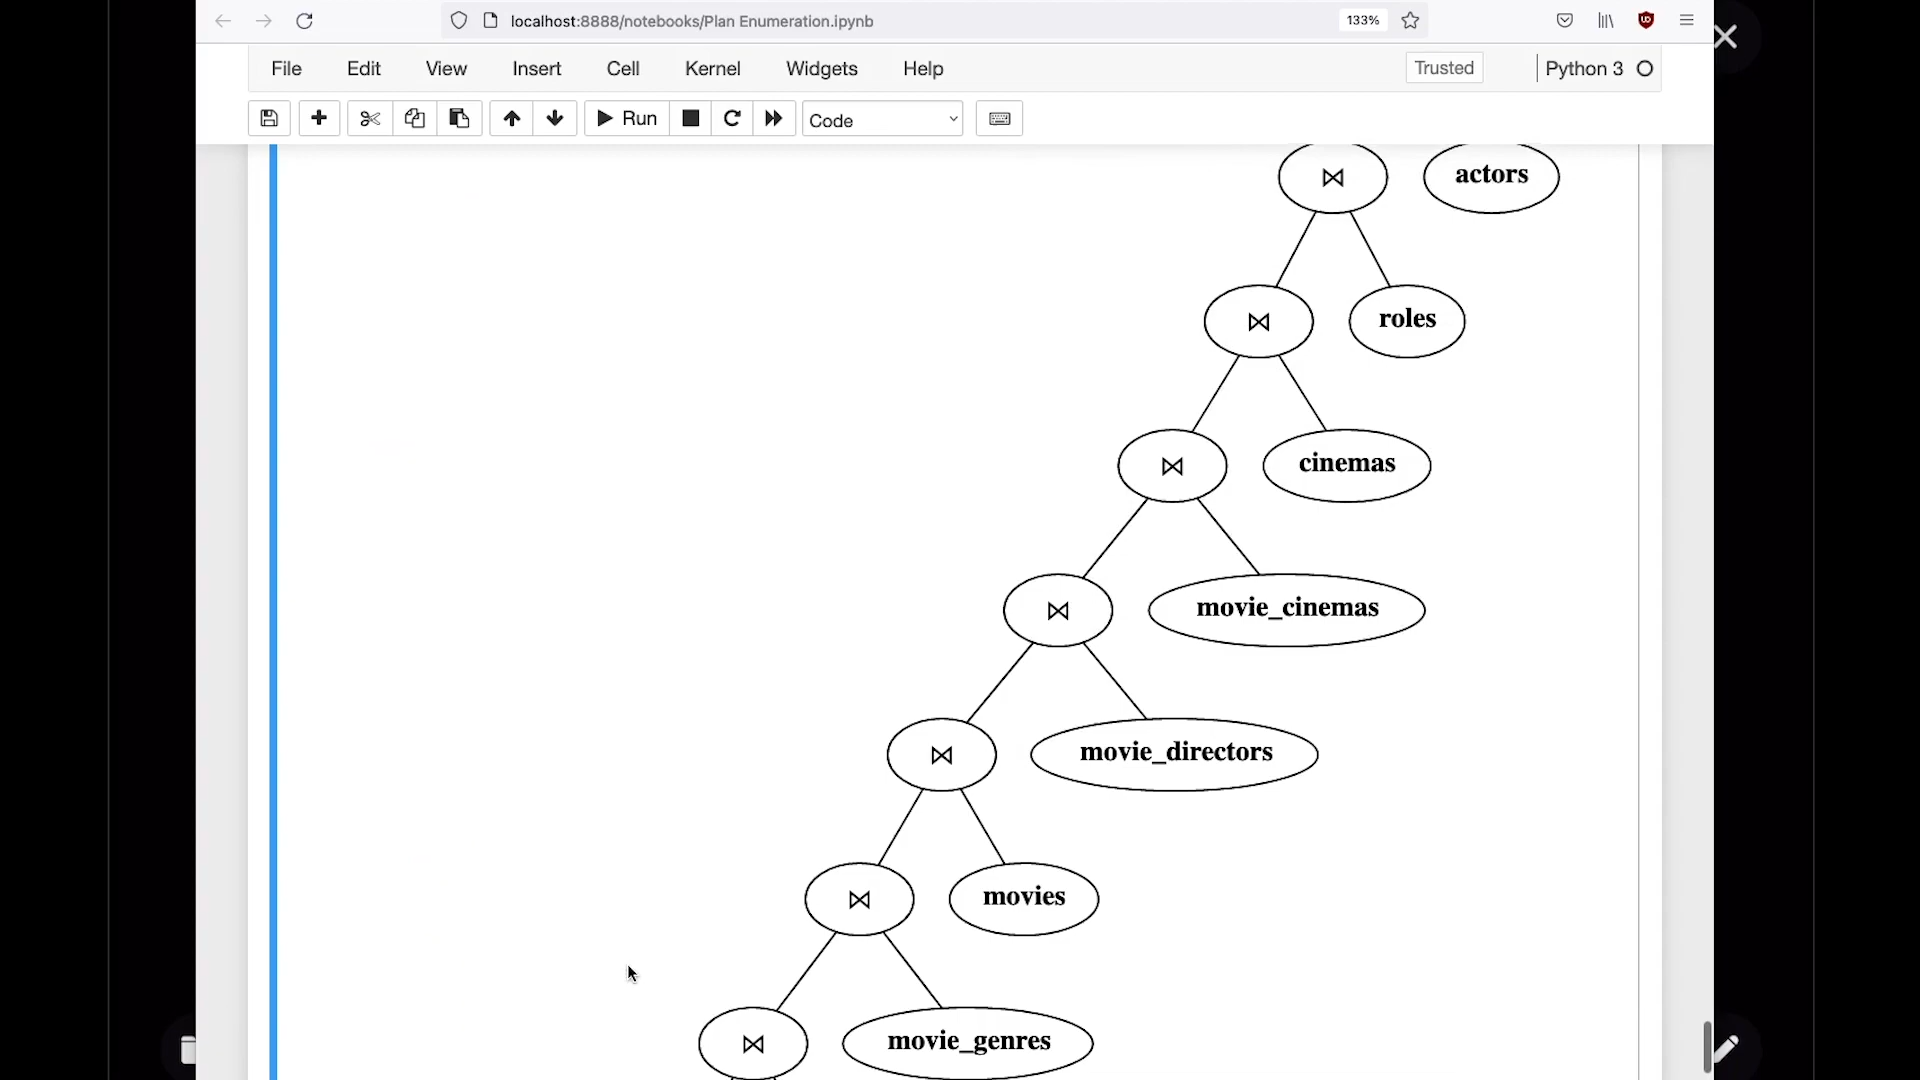 localhost:8888/notebooks/Plan Enumeration.ipynb
133%
File Edit View Insert Cell Kernel Widgets Help
Trusted
Python 3
Run
Code
⋈ actors
⋈ roles
⋈ cinemas
⋈ movie_cinemas
⋈ movie_directors
⋈ movies
⋈ movie_genres